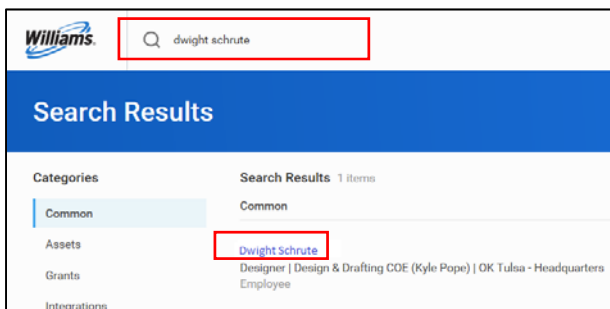 Williams.
dwight schrute
Search Results
Categories
Common
Assets
Grants
Integrations
Search Results 1 items
Common
Dwight Schrute
Designer | Design & Drafting COE (Kyle Pope) | OK Tulsa - Headquarters
Employee